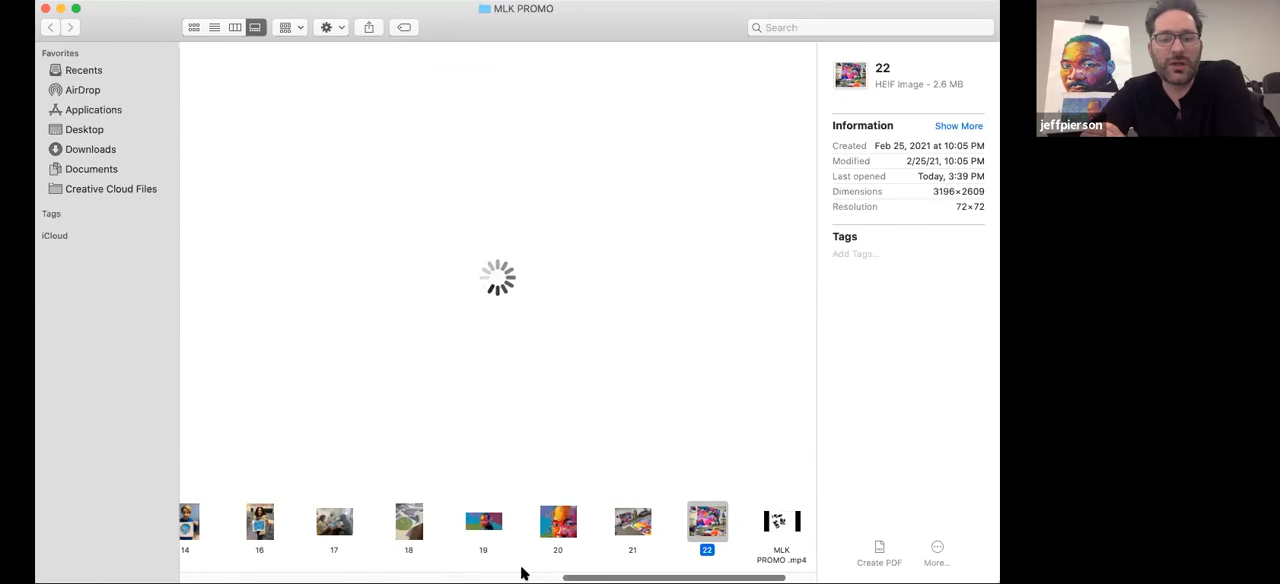 MLK PROMO
Search
Favorites
Recents
AirDrop
Applications
Desktop
Downloads
Documents
Creative Cloud Files
Tags
iCloud
22
HEIF Image - 2.6 MB
Information Show More
Created Feb 25, 2021 at 10:05 PM
Modified 2/25/21, 10:05 PM
Last opened Today, 3:39 PM
Dimensions 3196×2609
Resolution 72×72
Tags
Add Tags...
14 16 17 18 19 20 21 22 MLK
PROMO .mp4
Create PDF More...
jeffpierson